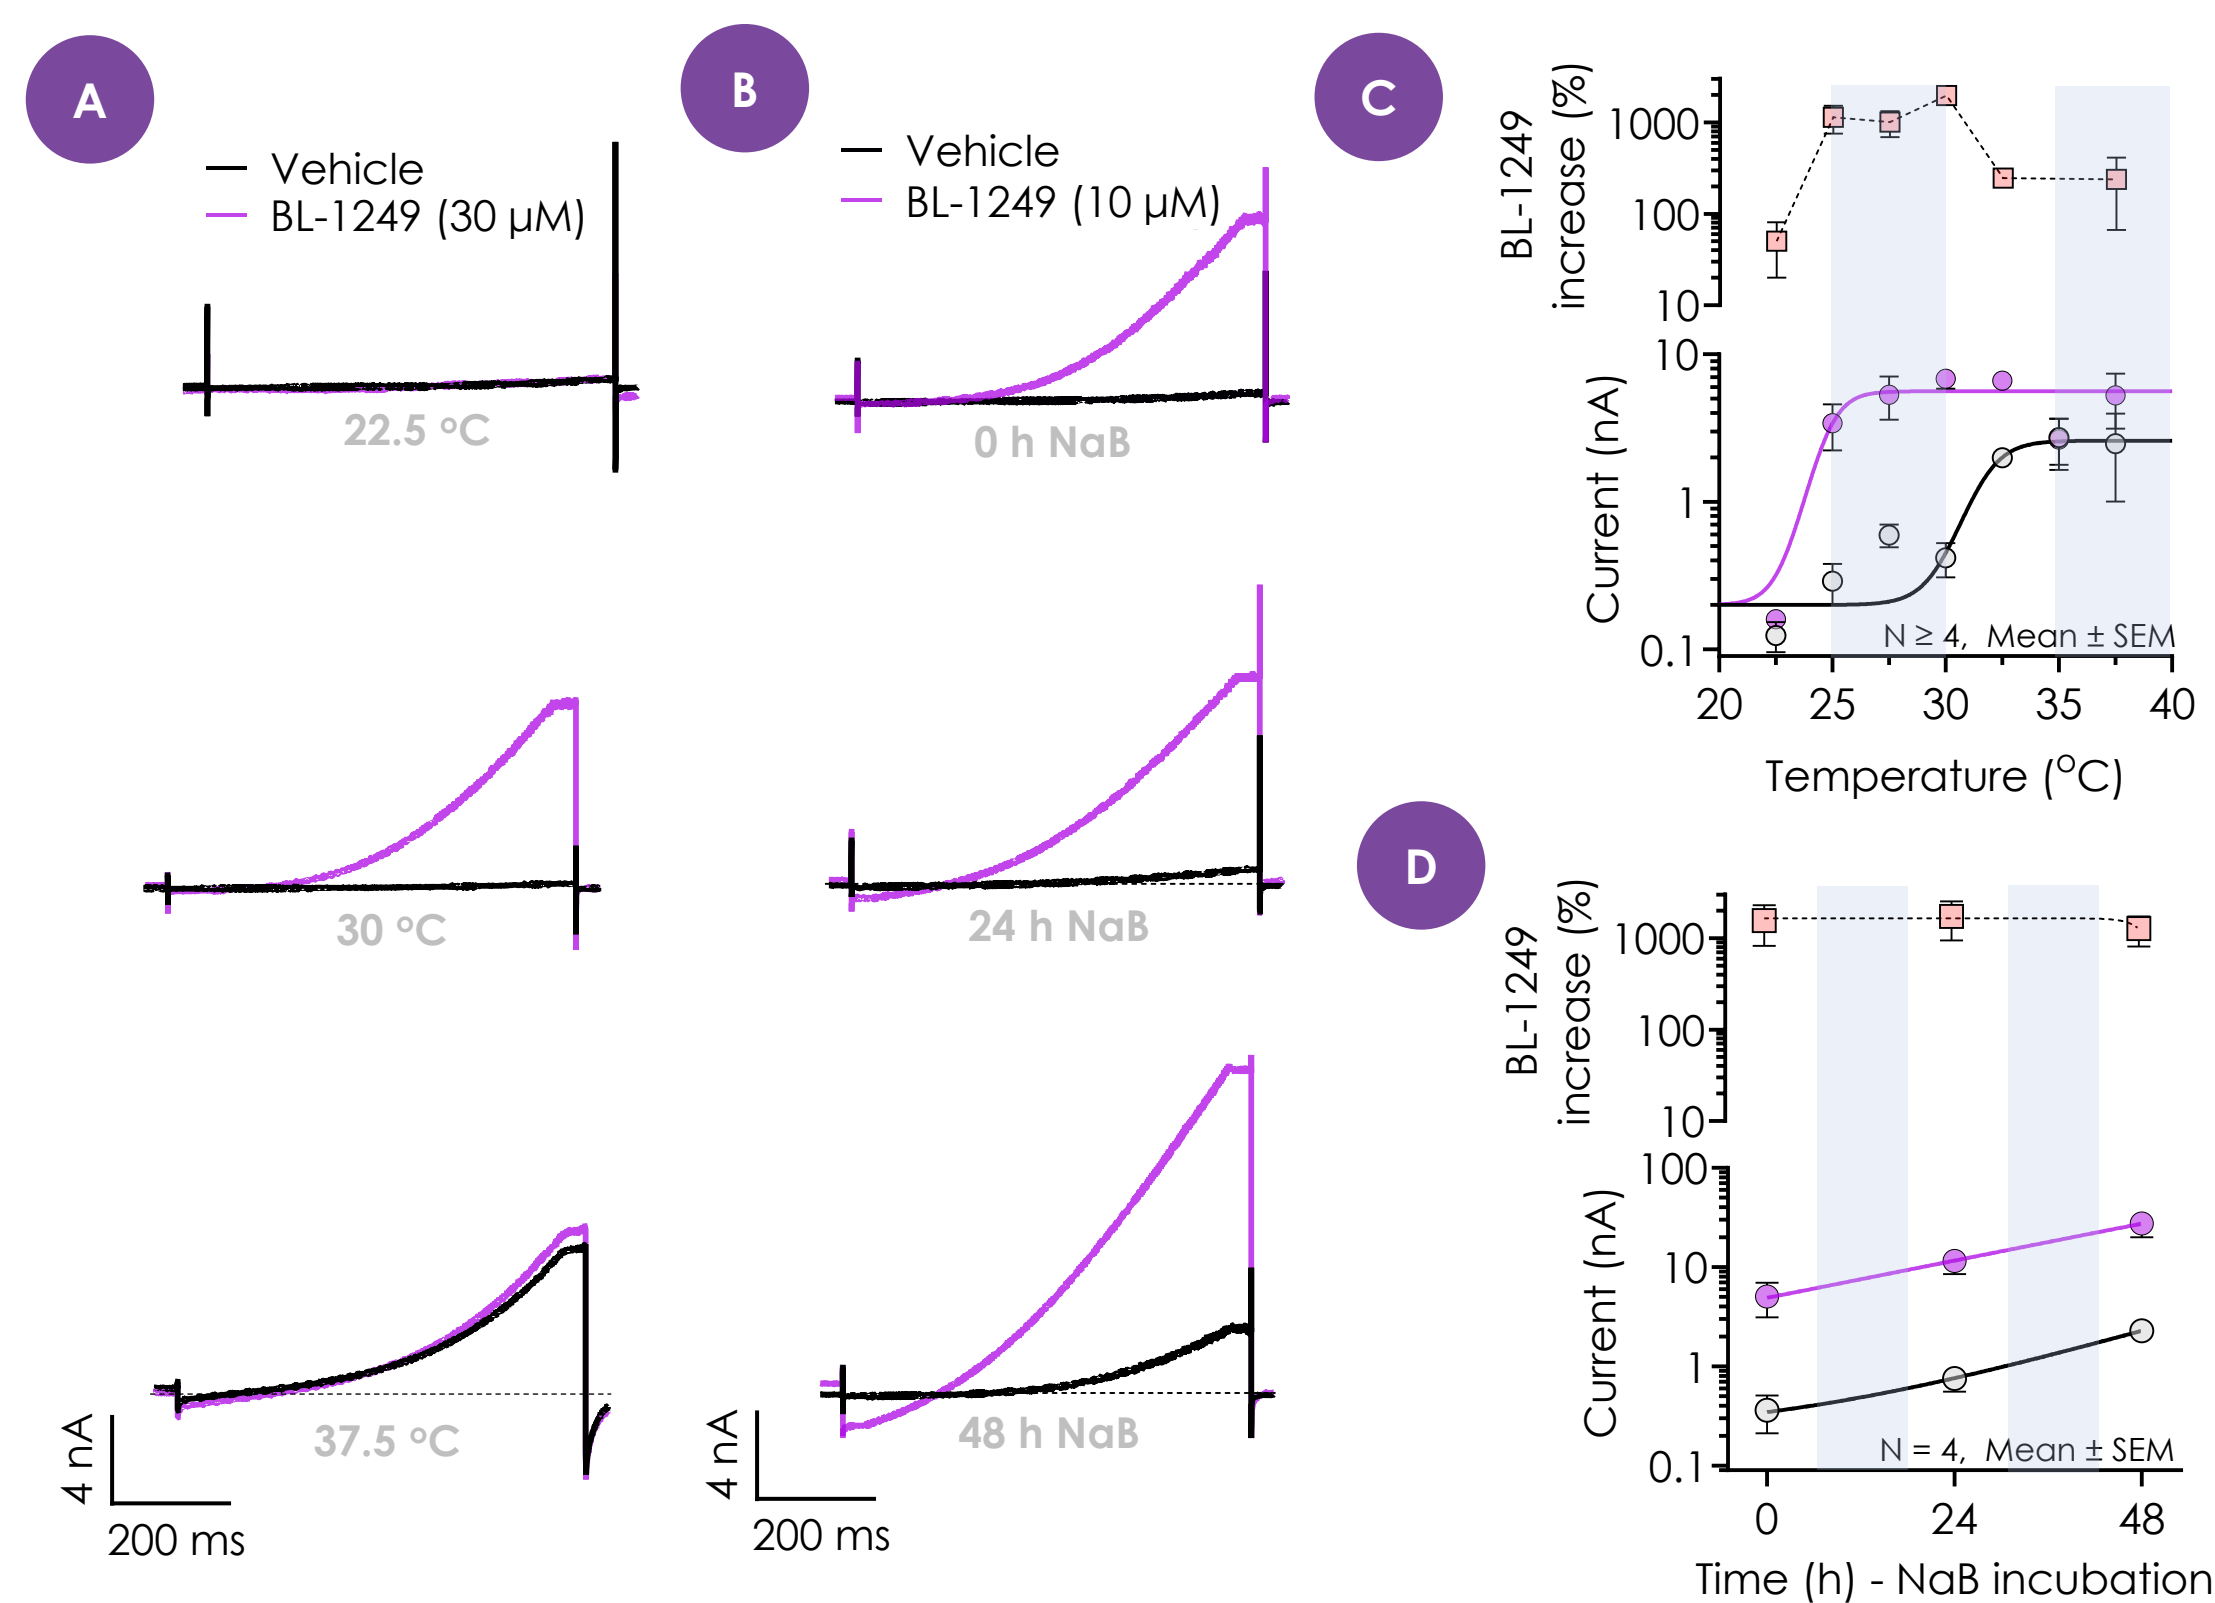 A
Vehicle
BL-1249 (30 µM)
22.5 °C
30 °C
37.5 °C
4 nA
200 ms
B
Vehicle
BL-1249 (10 µM)
0 h NaB
24 h NaB
48 h NaB
4 nA
200 ms
C
BL-1249
increase (%)
1000
100
10
Current (nA)
10
1
0.1
N ≥ 4, Mean ± SEM
20 25 30 35 40
Temperature (°C)
D
BL-1249
increase (%)
1000
100
10
Current (nA)
100
10
1
0.1
N = 4, Mean ± SEM
0 24 48
Time (h) - NaB incubation